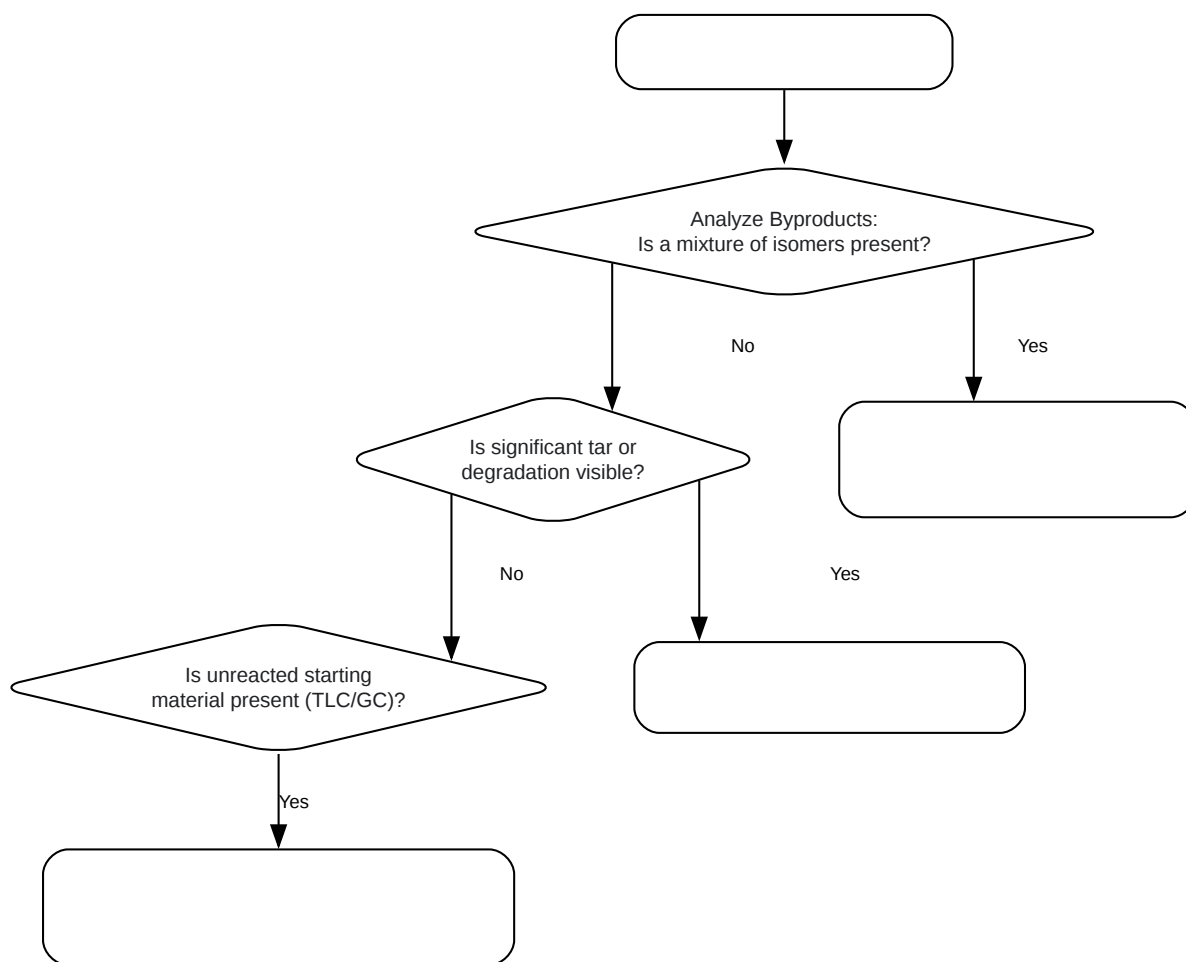 Analyze Byproducts:
Is a mixture of isomers present?
No
Yes
Is significant tar or
degradation visible?
No
Yes
Is unreacted starting
material present (TLC/GC)?
Yes